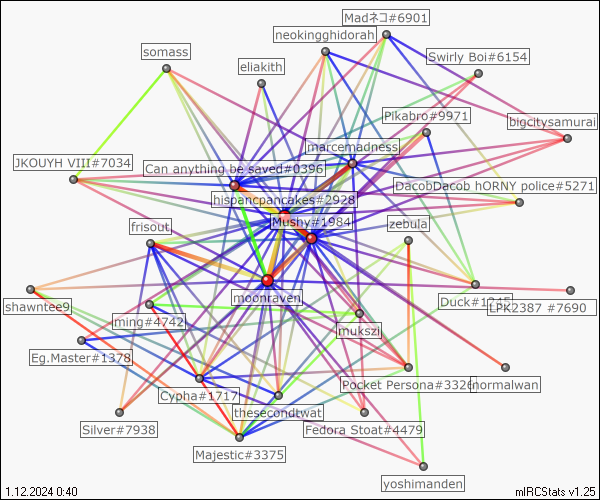 Madネコ#6901
neokingghidorah
somass
Swirly Boi#6154
eliakith
Pikabro#9971
bigcitysamurai
marcemadness
JKOUYH VIII#7034
Can anything be saved#0396
DacobDacob hORNY police#5271
hispancpancakes#2928
Mushy#1984
zebula
frisout
moonraven
shawntee9
Duck#1245
LPK2387 #7690
ming#4742
mukszi
Eg.Master#1378
Pocket Persona#3326
normalwan
Cypha#1717
thesecondtwat
Silver#7938
Fedora Stoat#4479
Majestic#3375
yoshimanden
1.12.2024 0:40
mIRCStats v1.25